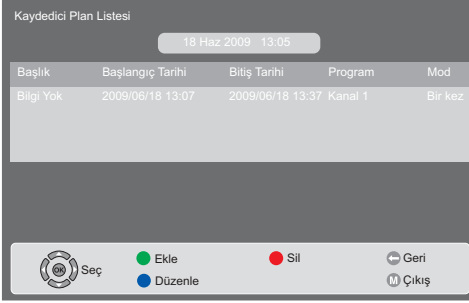 Kaydedici Plan Listesi
18 Haz 2009 13:05
Başlık Başlangıç Tarihi Bitiş Tarihi Program Mod
Bilgi Yok 2009/06/18 13:07 2009/06/18 13:37 Kanal 1 Bir kez
OK Seç Ekle Sil Geri
Düzenle M Çıkış